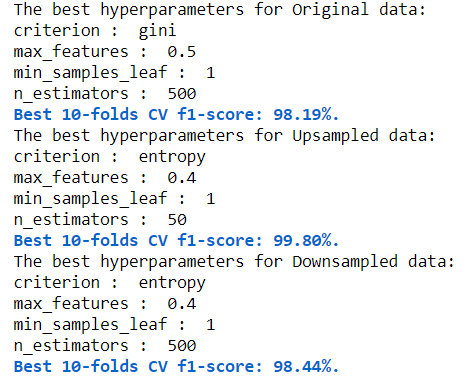 The best hyperparameters for Original data:
criterion :  gini
max_features :  0.5
min_samples_leaf :  1
n_estimators :  500
Best 10-folds CV f1-score: 98.19%.
The best hyperparameters for Upsampled data:
criterion :  entropy
max_features :  0.4
min_samples_leaf :  1
n_estimators :  50
Best 10-folds CV f1-score: 99.80%.
The best hyperparameters for Downsampled data:
criterion :  entropy
max_features :  0.4
min_samples_leaf :  1
n_estimators :  500
Best 10-folds CV f1-score: 98.44%.